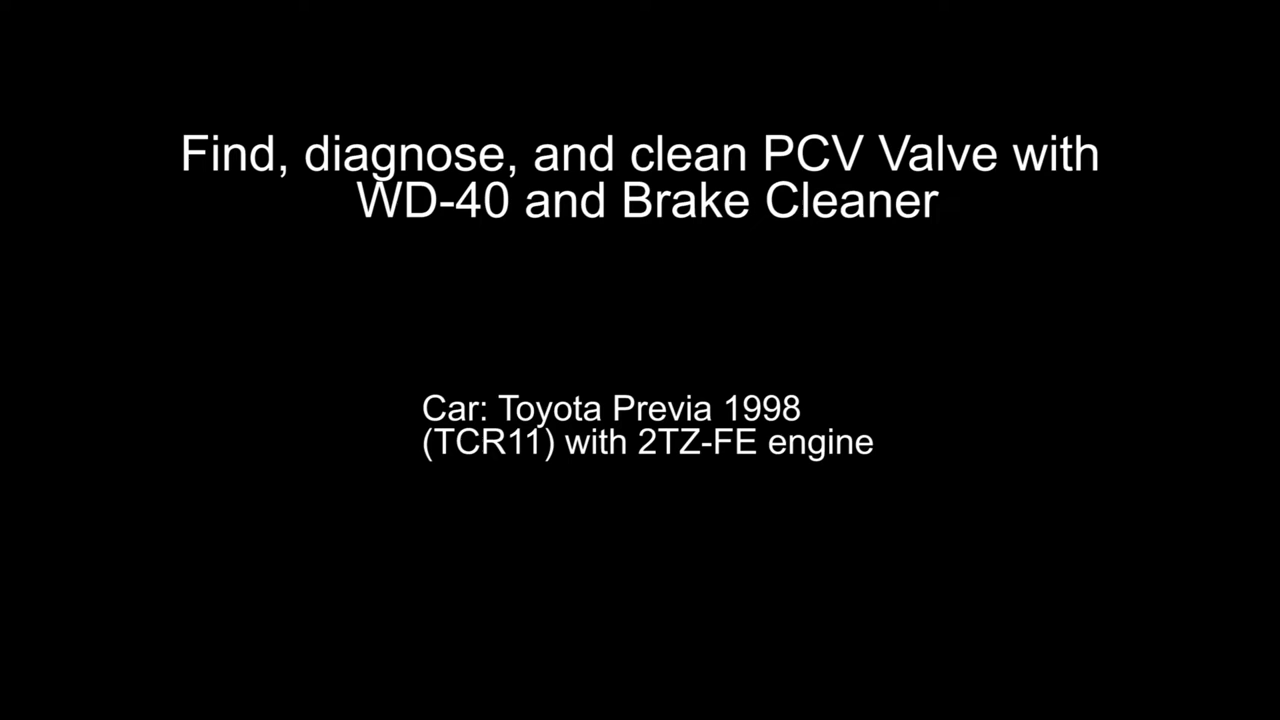 Find, diagnose, and clean PCV Valve with
WD-40 and Brake Cleaner
Car: Toyota Previa 1998
(TCR11) with 2TZ-FE engine